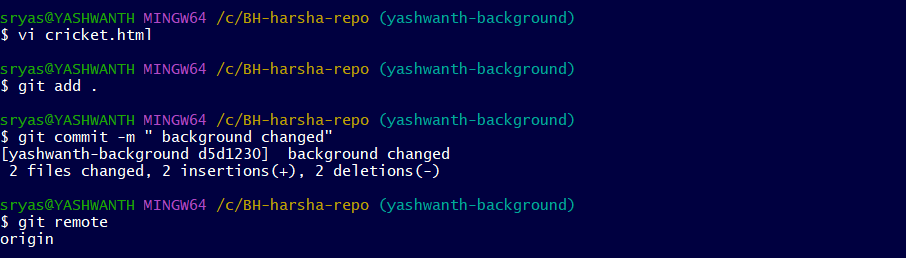 sryas@YASHWANTH MINGW64 /c/BH-harsha-repo (yashwanth-background)
$ vi cricket.html
sryas@YASHWANTH MINGW64 /c/BH-harsha-repo (yashwanth-background)
$ git add .
sryas@YASHWANTH MINGW64 /c/BH-harsha-repo (yashwanth-background)
$ git commit -m " background changed"
[yashwanth-background d5d1230]  background changed
 2 files changed, 2 insertions(+), 2 deletions(-)
sryas@YASHWANTH MINGW64 /c/BH-harsha-repo (yashwanth-background)
$ git remote
origin